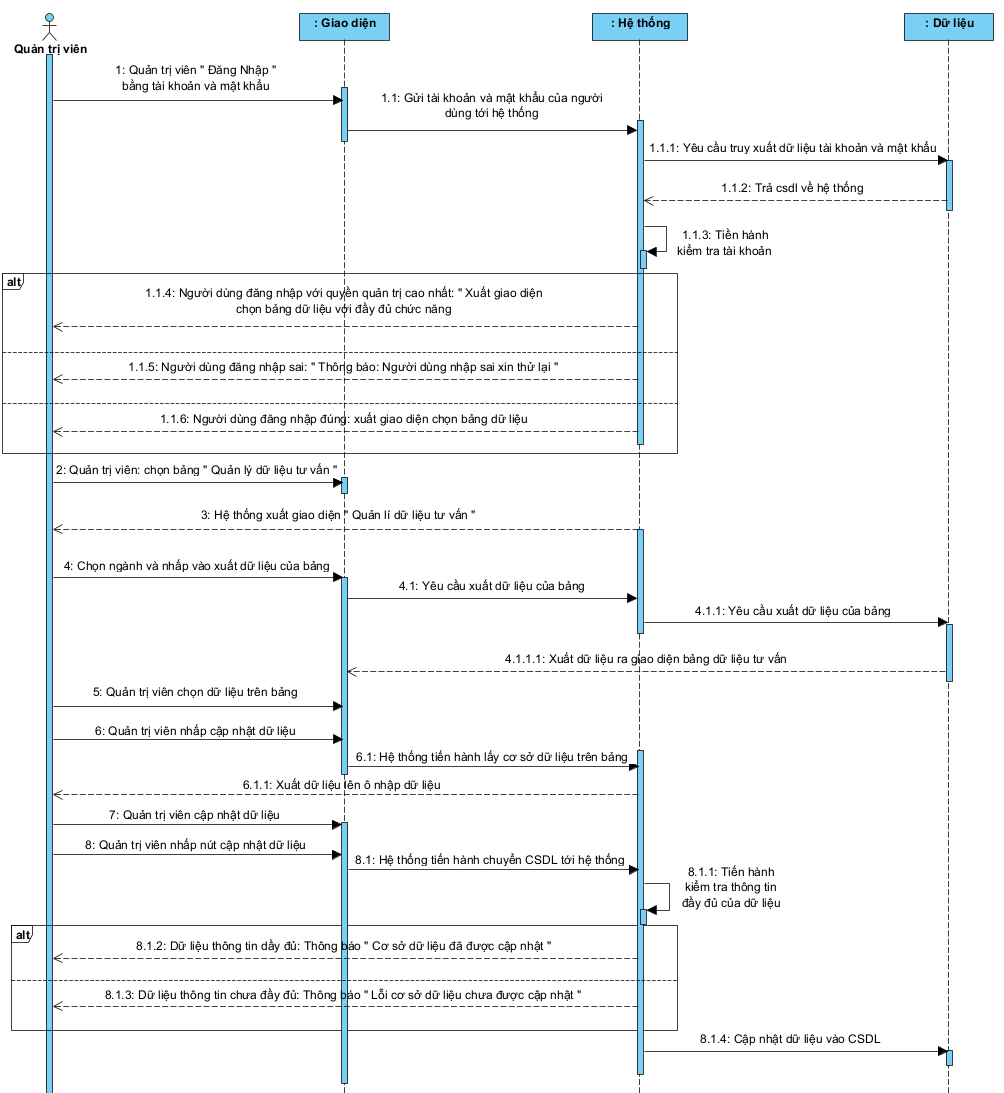 : Giao diện
: Hệ thống
: Dữ liệu
Quản trị viên
1: Quản trị viên " Đăng Nhập "
bằng tài khoản và mật khẩu
1.1: Gửi tài khoản và mật khẩu của người
dùng tới hệ thống
1.1.1: Yêu cầu truy xuất dữ liệu tài khoản và mật khẩu
1.1.2: Trả csdl về hệ thống
1.1.3: Tiền hành
kiểm tra tài khoản
alt
1.1.4: Người dùng đăng nhập với quyền quản trị cao nhất: " Xuất giao diện
chọn bảng dữ liệu với đầy đủ chức năng
1.1.5: Người dùng đăng nhập sai: " Thông báo: Người dùng nhập sai xin thử lại "
1.1.6: Người dùng đăng nhập đúng: xuất giao diện chọn bảng dữ liệu
2: Quản trị viên: chọn bảng " Quản lý dữ liệu tư vấn "
3: Hệ thống xuất giao diện " Quản lí dữ liệu tư vấn "
4: Chọn ngành và nhấp vào xuất dữ liệu của bảng
4.1: Yêu cầu xuất dữ liệu của bảng
4.1.1: Yêu cầu xuất dữ liệu của bảng
4.1.1.1: Xuất dữ liệu ra giao diện bảng dữ liệu tư vấn
5: Quản trị viên chọn dữ liệu trên bảng
6: Quản trị viên nhấp cập nhật dữ liệu
6.1: Hệ thống tiến hành lấy cơ sở dữ liệu trên bảng
6.1.1: Xuất dữ liệu lên ô nhập dữ liệu
7: Quản trị viên cập nhật dữ liệu
8: Quản trị viên nhấp nút cập nhật dữ liệu
8.1: Hệ thống tiến hành chuyển CSDL tới hệ thống
8.1.1: Tiến hành
kiểm tra thông tin
đầy đủ của dữ liệu
alt
8.1.2: Dữ liệu thông tin dầy đủ: Thông báo " Cơ sở dữ liệu đã được cập nhật "
8.1.3: Dữ liệu thông tin chưa đầy đủ: Thông báo " Lỗi cơ sở dữ liệu chưa được cập nhật "
8.1.4: Cập nhật dữ liệu vào CSDL